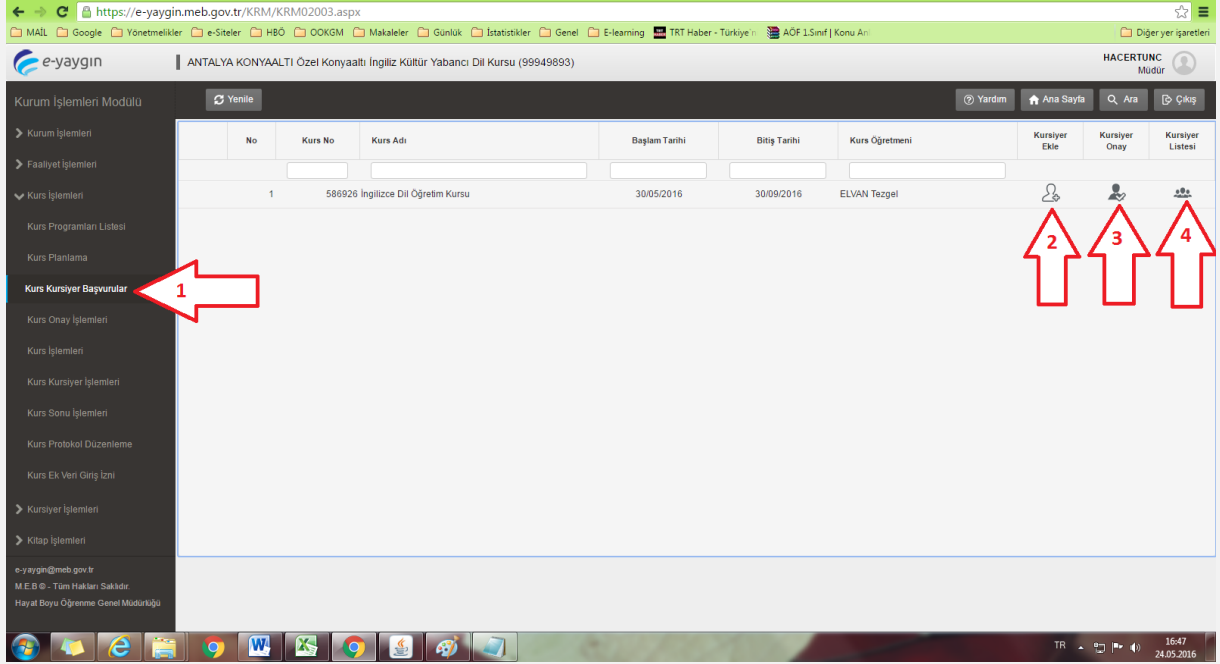 https://e-yaygin.meb.gov.tr/KRM/KRM02003.aspx
MAİL Google Yönetmelikler e-Siteler HBÖ OOKGM Makaleler Günlük İstatistikler Genel E-learning TRT Haber - Türkiye'n AÖF 1.Sınıf | Konu Anl Diğer yer işaretleri
e-yaygın ANTALYA KONYAALTI Özel Konyaaltı İngiliz Kültür Yabancı Dil Kursu (99949893) HACERTUNC
Müdür
Kurum İşlemleri Modülü Yenile Yardım Ana Sayfa Ara Çıkış
No Kurs No Kurs Adı Başlam Tarihi Bitiş Tarihi Kurs Öğretmeni Kursiyer Ekle Kursiyer Onay Kursiyer Listesi
1 586926 İngilizce Dil Öğretim Kursu 30/05/2016 30/09/2016 ELVAN Tezgel
2 3 4
Kurum İşlemleri
Faaliyet İşlemleri
Kurs İşlemleri
Kurs Programları Listesi
Kurs Planlama
Kurs Kursiyer Başvurular 1
Kurs Onay İşlemleri
Kurs İşlemleri
Kurs Kursiyer İşlemleri
Kurs Sonu İşlemleri
Kurs Protokol Düzenleme
Kurs Ek Veri Giriş İzni
Kursiyer İşlemleri
Kitap İşlemleri
e-yaygin@meb.gov.tr
M.E.B © - Tüm Hakları Saklıdır.
Hayat Boyu Öğrenme Genel Müdürlüğü
TR 16:47
24.05.2016